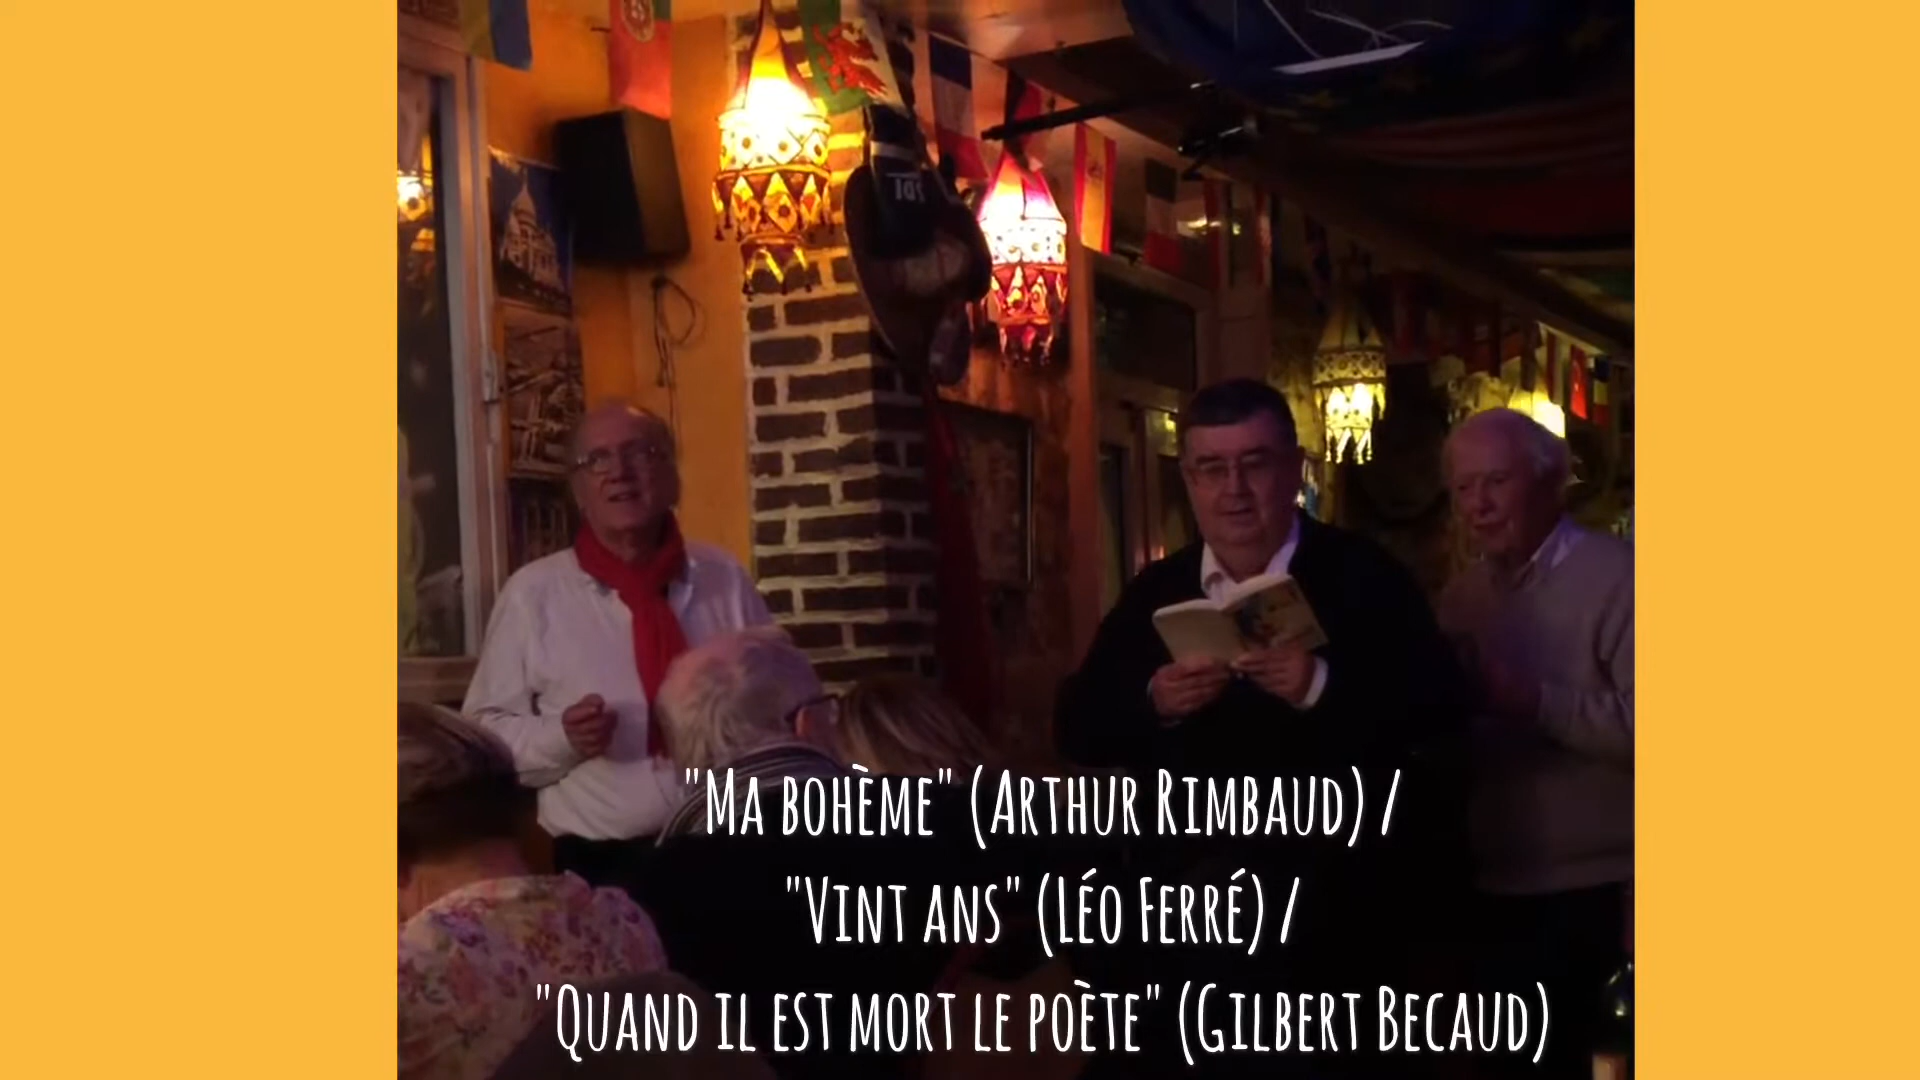 "Ma bohème" (Arthur Rimbaud) /
"Vint ans" (Léo Ferré) /
"Quand il est mort le poète" (Gilbert Becaud)